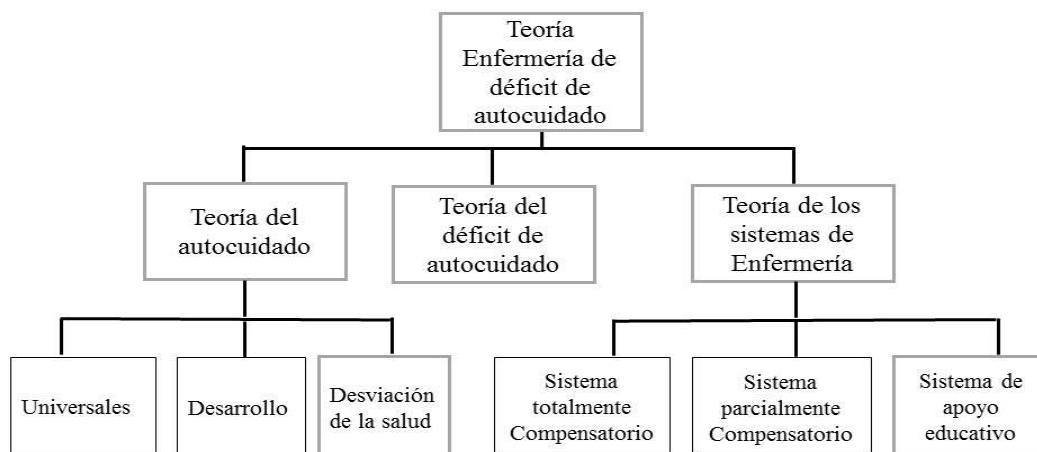 Teoría
Enfermería de
déficit de
autocuidado
Teoría del
autocuidado
Teoría del
déficit de
autocuidado
Teoría de los
sistemas de
Enfermería
Universales
Desarrollo
Desviación
de la salud
Sistema
totalmente
Compensatorio
Sistema
parcialmente
Compensatorio
Sistema de
apoyo
educativo